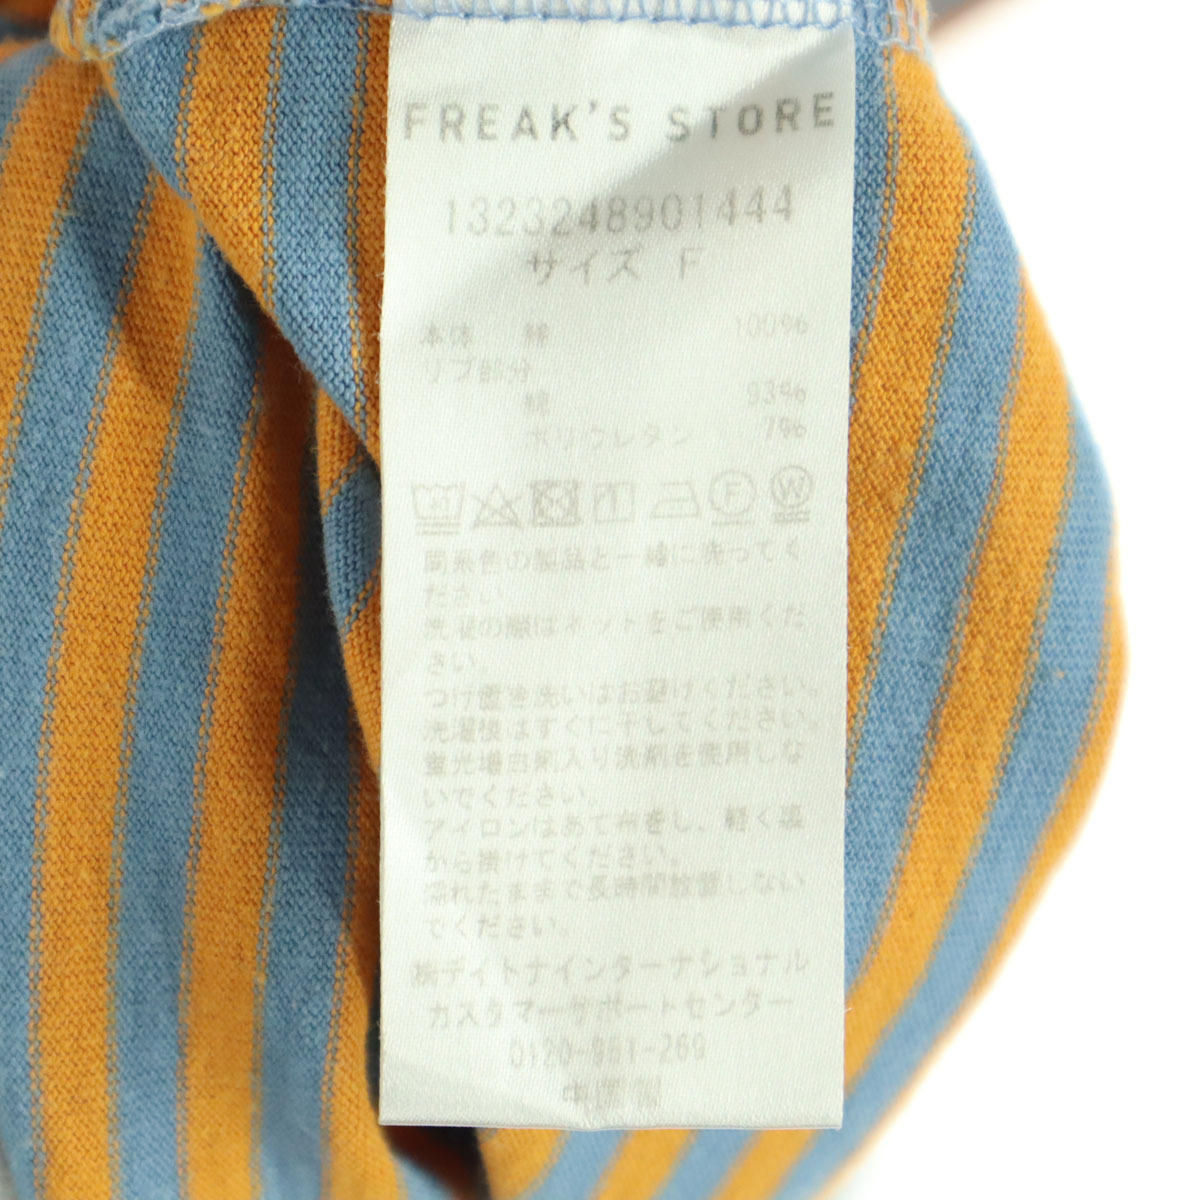 FREAK'S STORE
1323248901444
サイズ F
本体 綿 100%
リブ部分
綿 93%
ポリウレタン 7%
同系色の製品と一緒に洗ってく
ださい。
洗濯の際はネットをご使用くだ
さい。
つけ置き洗いはお避けください。
洗濯後はすぐに干してください。
蛍光増白剤入り洗剤を使用しな
いでください。
アイロンはあて布をし、軽く裏
から掛けてください。
濡れたままで長時間放置しない
でください。
㈱デイトナインターナショナル
カスタマーサポートセンター
0120-951-269
中国製